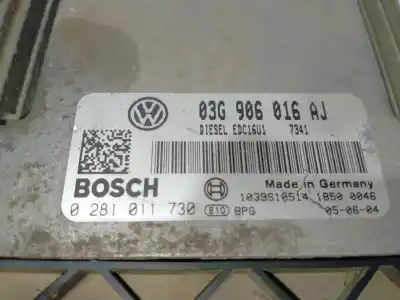 03G 906 016 AJ
DIESEL EDC16U1 7341
BOSCH
Made in Germany
1039S10514 1850 0046
0 281 011 730 610 BPG 05-06-04